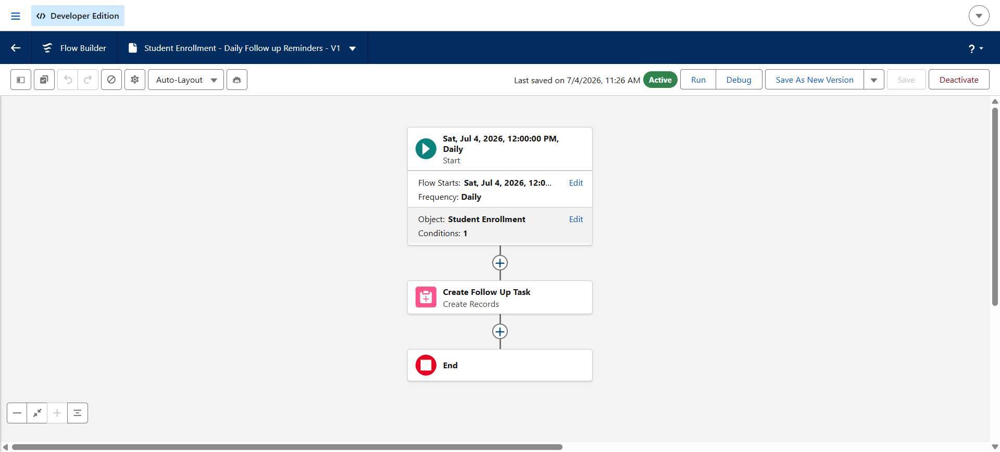 Developer Edition
Flow Builder
Student Enrollment - Daily Follow up Reminders - V1
?
Auto-Layout
Last saved on 7/4/2026, 11:26 AM
Active
Run
Debug
Save As New Version
Save
Deactivate
Sat, Jul 4, 2026, 12:00:00 PM,
Daily
Start
Flow Starts: Sat, Jul 4, 2026, 12:0...
Edit
Frequency: Daily
Object: Student Enrollment
Edit
Conditions: 1
Create Follow Up Task
Create Records
End